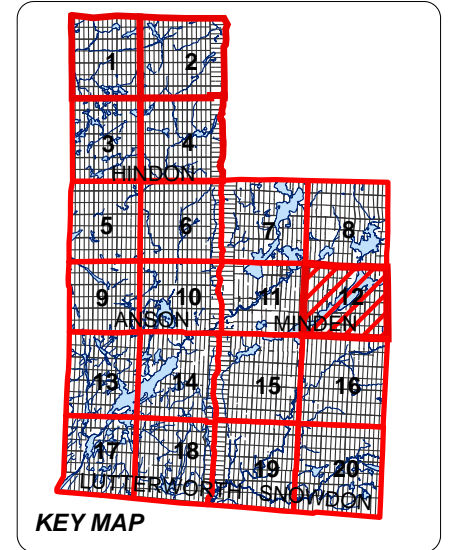 1 2
3 4
HINDON
5 6 7 8
9 10 11 12
ANSON MINDEN
13 14 15 16
17 18 19 20
LUTTERWORTH SNOWDON
KEY MAP